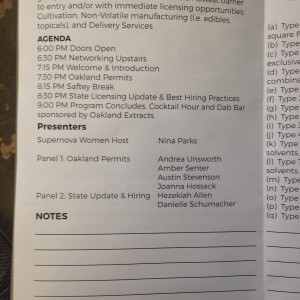 to entry and/or with immediate licensing opportunities:
Cultivation, Non-Volatile manufacturing (i.e. edibles,
topicals), and Delivery Services
AGENDA
6:00 PM Doors Open
6:30 PM Networking Upstairs
7:15 PM Welcome & Introduction
7:30 PM Oakland Permits
8:15 PM Saftey Break
8:30 PM State Licensing Update & Best Hiring Practices
9:00 PM Program Concludes, Cocktail Hour and Dab Bar
sponsored by Oakland Extracts
Presenters
Supernova Women Host Nina Parks
Panel 1: Oakland Permits Andrea Unsworth
Amber Senter
Austin Stevenson
Joanna Hossack
Panel 2: State Update & Hiring Hezekiah Allen
Danielle Schumacher
NOTES
(a) Type
square f
(b) Type
(c) Type
exclusive
(d) Type
combina
(e) Type
(f) Type
(g) Type
(h) Type
(i) Type
(j) Type
(k) Type
solvents.
(l) Type
solvents.
(m) Type
(n) Type
(o) Type
(p) Type
(q) Type